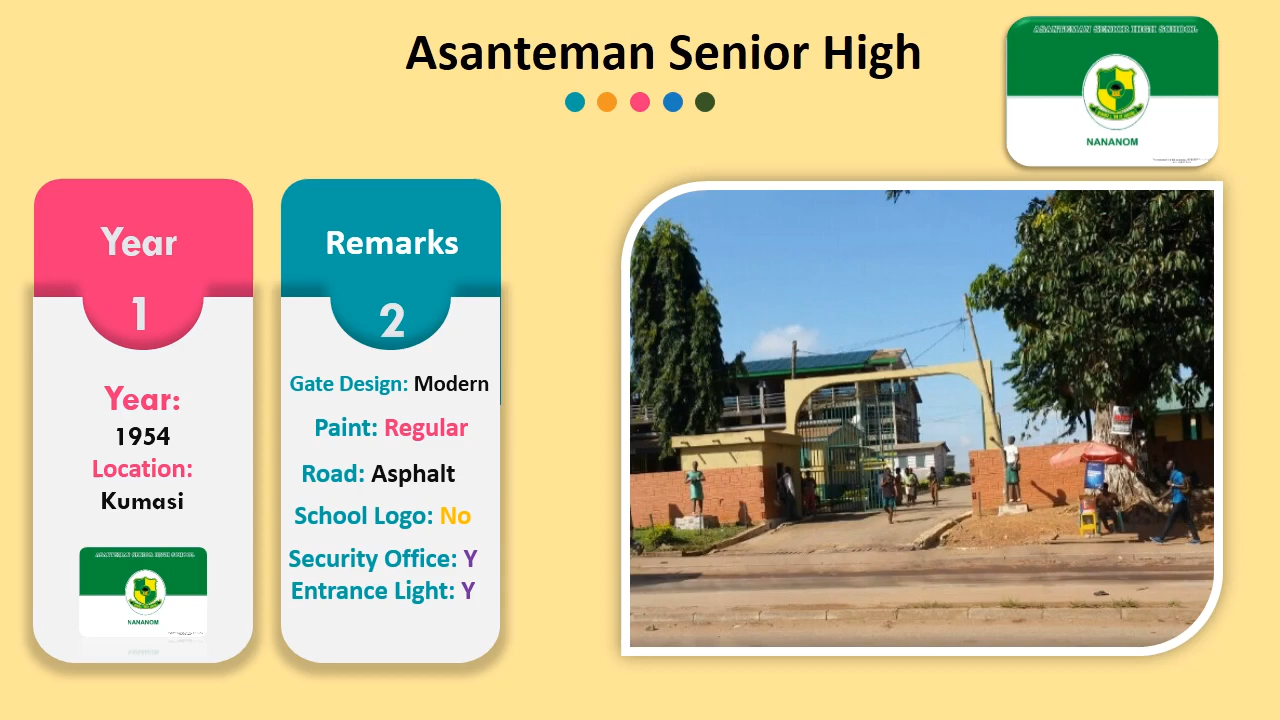 Asanteman Senior High
ASANTEMAN SENIOR HIGH SCHOOL
NANANOM
Year
1
Year:
1954
Location:
Kumasi
ASANTEMAN SENIOR HIGH SCHOOL
NANANOM
Remarks
2
Gate Design: Modern
Paint: Regular
Road: Asphalt
School Logo: No
Security Office: Y
Entrance Light: Y